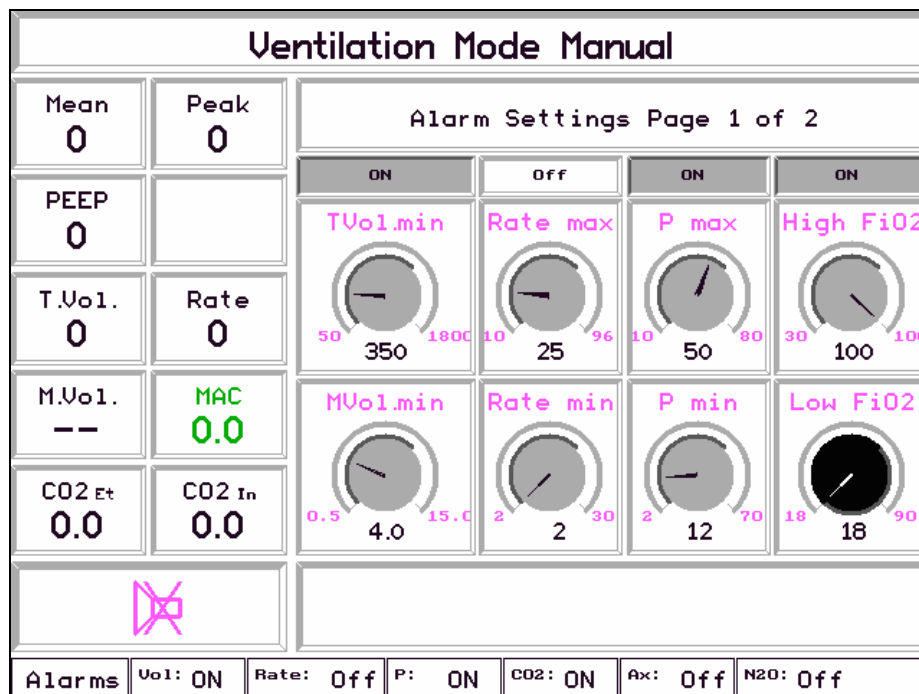 Ventilation Mode Manual
Mean
0
Peak
0
Alarm Settings Page 1 of 2
ON
Off
ON
ON
PEEP
0
TVol.min
50
1800
350
Rate max
10
96
25
P max
10
80
50
High FiO2
30
100
100
T.Vol.
0
Rate
0
M.Vol.
--
MAC
0.0
MVol.min
0.5
15.0
4.0
Rate min
2
30
2
P min
2
70
12
Low FiO2
18
90
18
CO2 Et
0.0
CO2 In
0.0
Alarms
Vol: ON
Rate: Off
P: ON
CO2: ON
Ax: Off
N2O: Off